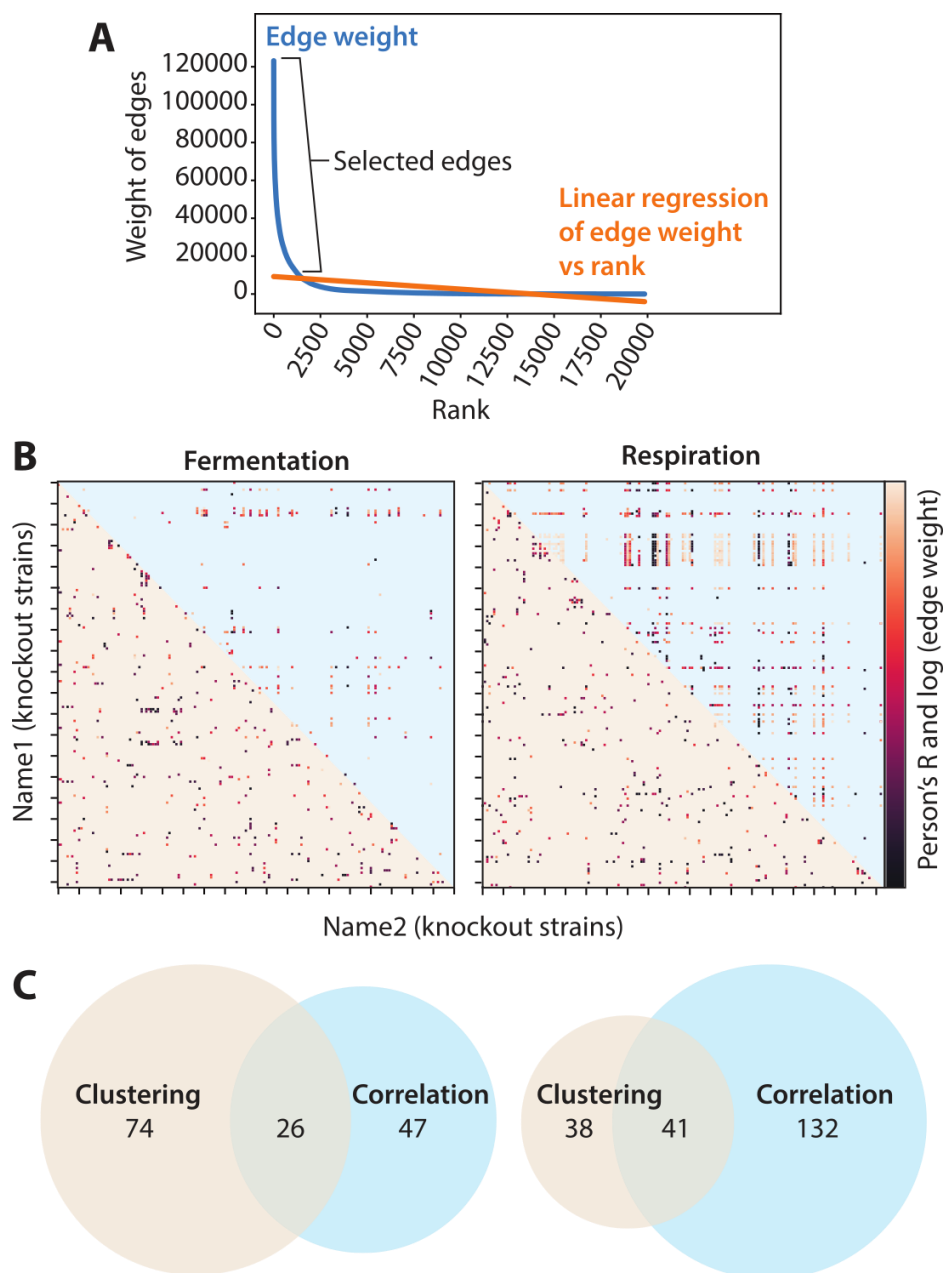 A
Edge weight
Weight of edges
120000
100000
80000
60000
40000
20000
0
Selected edges
Linear regression
of edge weight
vs rank
0
2500
5000
7500
10000
12500
15000
17500
20000
Rank
B
Fermentation
Respiration
Name1 (knockout strains)
Person's R and log (edge weight)
Name2 (knockout strains)
C
Clustering
74
26
Correlation
47
Clustering
38
41
Correlation
132